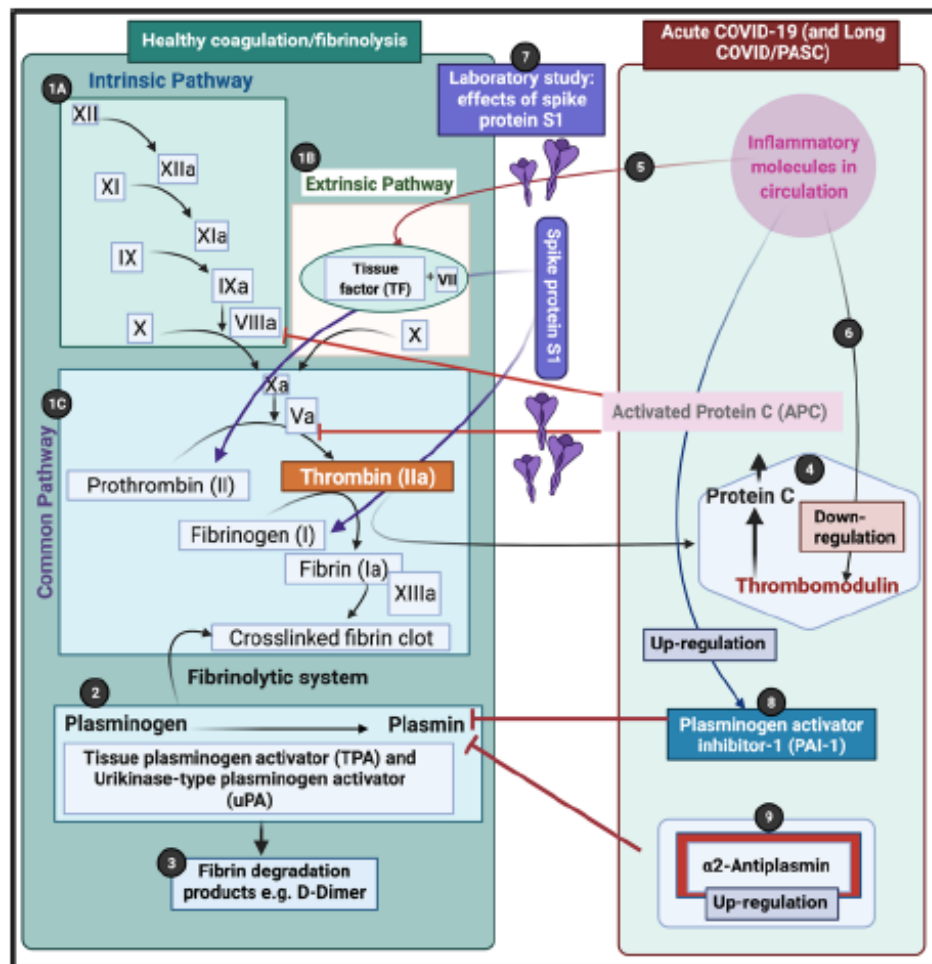 Healthy coagulation/fibrinolysis
Acute COVID-19 (and Long
COVID/PASC)
7
Laboratory study:
effects of spike
protein S1
Intrinsic Pathway
1A
XII
XIIa
XI
XIa
IX
IXa
VIIIa
X
1B
Extrinsic Pathway
Tissue
factor (TF)
+
VII
X
Spike protein S1
5
Inflammatory
molecules in
circulation
6
1C
Common Pathway
Xa
Va
Prothrombin (II)
Thrombin (IIa)
Fibrinogen (I)
Fibrin (Ia)
XIIIa
Crosslinked fibrin clot
Activated Protein C (APC)
4
Protein C
Down-
regulation
Thrombomodulin
Up-regulation
Fibrinolytic system
2
Plasminogen
Plasmin
Tissue plasminogen activator (TPA) and
Urikinase-type plasminogen activator
(uPA)
3
Fibrin degradation
products e.g. D-Dimer
8
Plasminogen activator
inhibitor-1 (PAI-1)
9
α2-Antiplasmin
Up-regulation